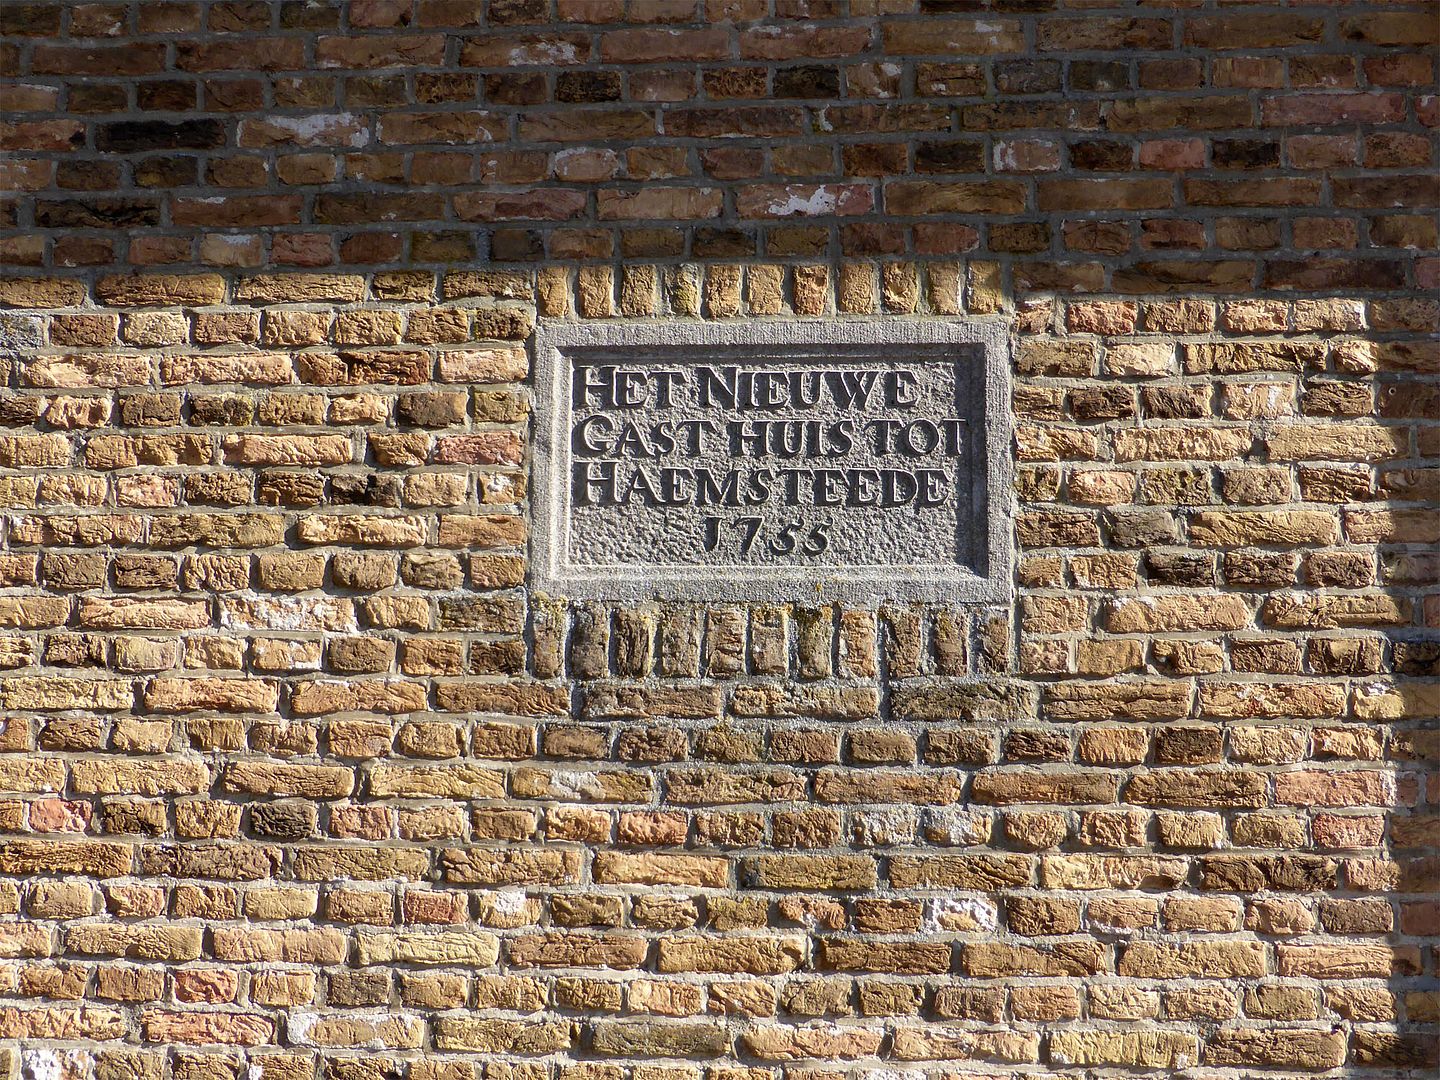 HET NIEUWE
GAST HUIS TOT
HAEMSTEEDE
1755